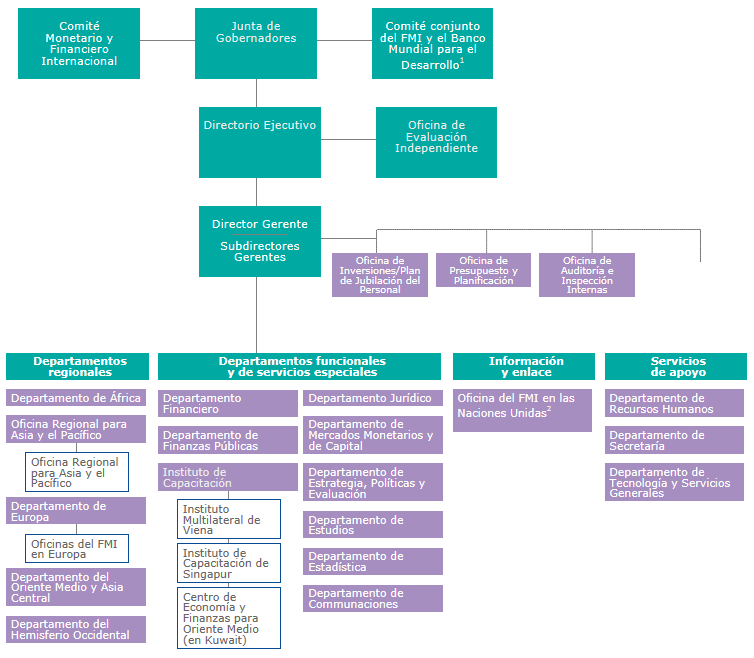 Comité
Monetario y
Financiero
Internacional
Junta de
Gobernadores
Comité conjunto
del FMI y el Banco
Mundial para el
Desarrollo1
Directorio Ejecutivo
Oficina de
Evaluación
Independiente
Director Gerente
Subdirectores
Gerentes
Oficina de
Inversiones/Plan
de Jubilación del
Personal
Oficina de
Presupuesto y
Planificación
Oficina de
Auditoría e
Inspección
Internas
Departamentos
regionales
Departamento de África
Oficina Regional para
Asia y el Pacífico
Oficina Regional
para Asia y el
Pacífico
Departamento de
Europa
Oficinas del FMI
en Europa
Departamento del
Oriente Medio y Asia
Central
Departamento del
Hemisferio Occidental
Departamentos funcionales
y de servicios especiales
Departamento
Financiero
Departamento de
Finanzas Públicas
Instituto de
Capacitación
Instituto
Multilateral de
Viena
Instituto de
Capacitación de
Singapur
Centro de
Economía y
Finanzas para
Oriente Medio
(en Kuwait)
Departamento Jurídico
Departamento de
Mercados Monetarios y
de Capital
Departamento de
Estrategia, Políticas y
Evaluación
Departamento de
Estudios
Departamento de
Estadística
Departamento de
Communaciones
Información
y enlace
Oficina del FMI en las
Naciones Unidas2
Servicios
de apoyo
Departamento de
Recursos Humanos
Departamento de
Secretaría
Departamento de
Tecnología y Servicios
Generales